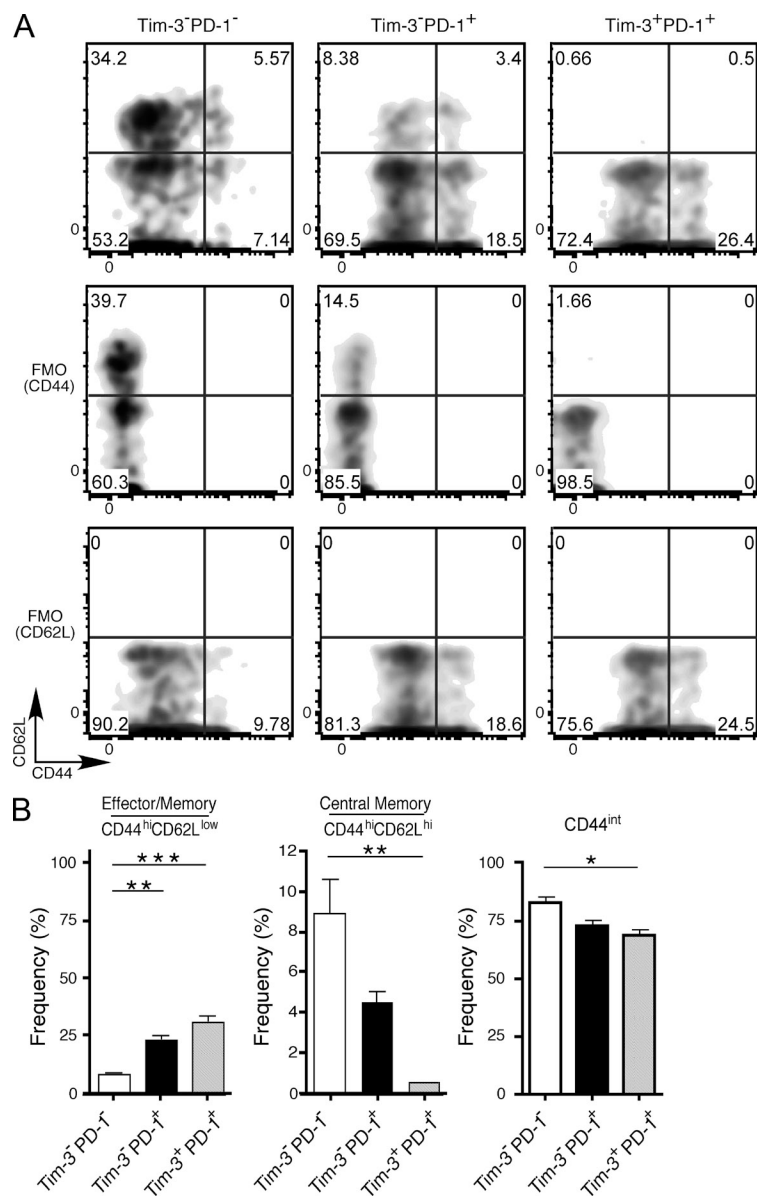 A
Tim-3⁻PD-1⁻ Tim-3⁻PD-1⁺ Tim-3⁺PD-1⁺
34.2 5.57 8.38 3.4 0.66 0.5
0
0
0
53.2 7.14 69.5 18.5 72.4 26.4
0 0 0
39.7 0 14.5 0 1.66 0
FMO
(CD44)
0
0
0
60.3 0 85.5 0 98.5 0
0 0 0
0 0 0 0 0 0
FMO
(CD62L)
0
0
0
90.2 9.78 81.3 18.6 75.6 24.5
0 0 0
CD62L
CD44
B
Effector/Memory
CD44ʰⁱCD62Lˡᵒʷ
Central Memory
CD44ʰⁱCD62Lʰⁱ
CD44ⁱⁿᵗ
Frequency (%)
100
75
50
25
0
***
**
Tim-3⁻PD-1⁻
Tim-3⁻PD-1⁺
Tim-3⁺PD-1⁺
Frequency (%)
12
10
8
6
4
2
0
**
Tim-3⁻PD-1⁻
Tim-3⁻PD-1⁺
Tim-3⁺PD-1⁺
Frequency (%)
100
75
50
25
0
*
Tim-3⁻PD-1⁻
Tim-3⁻PD-1⁺
Tim-3⁺PD-1⁺